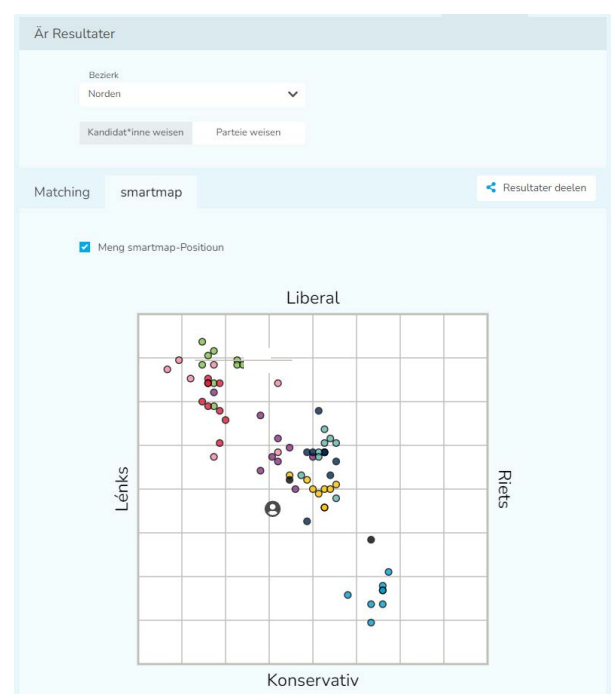 Är Resultater
Bezierk
Norden
Kandidat*inne weisen Parteie weisen
Matching smartmap Resultater deelen
Meng smartmap-Positioun
Liberal
Lénks
Riets
Konservativ